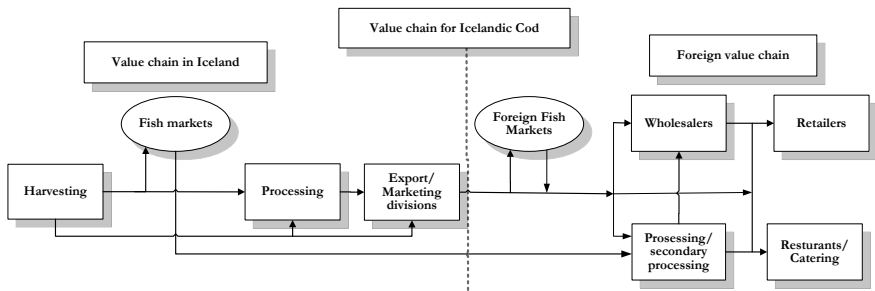 Value chain for Icelandic Cod
Value chain in Iceland
Foreign value chain
Fish markets
Foreign Fish
Markets
Wholesalers
Retailers
Harvesting
Processing
Export/
Marketing
divisions
Prosessing/
secondary
processing
Resturants/
Catering